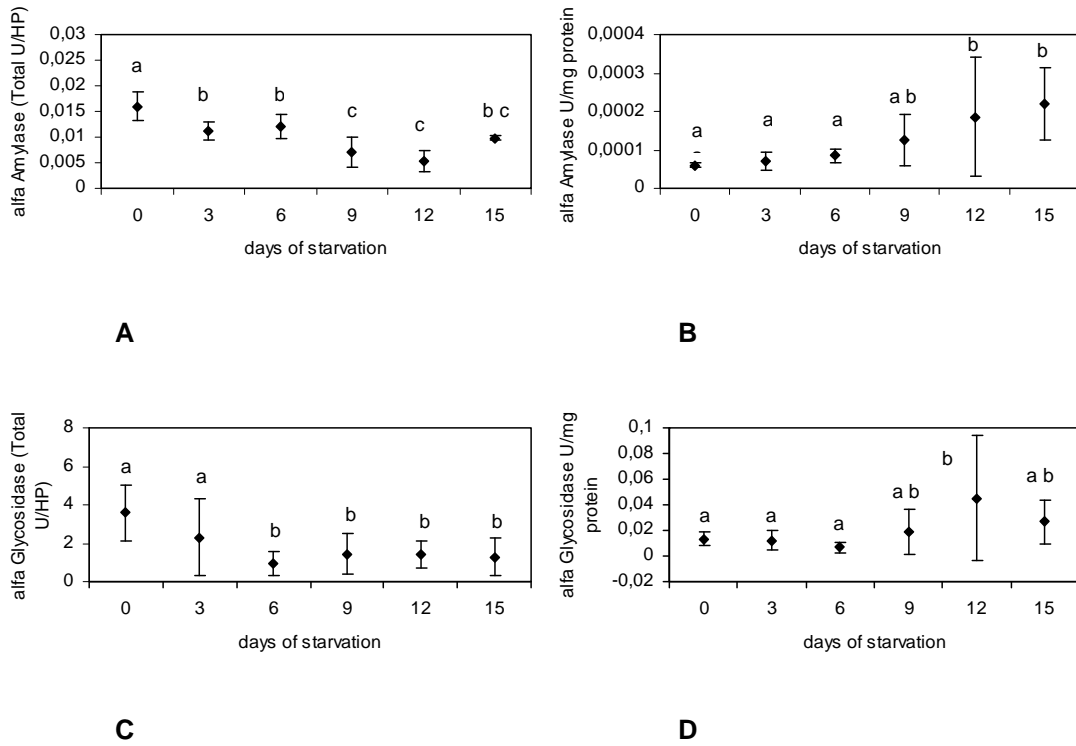 alfa Amylase (Total U/HP)
0,03
0,025
0,02
0,015
0,01
0,005
0
a
b
b
c
c
b c
0 3 6 9 12 15
days of starvation
A
alfa Amylase U/mg protein
0,0004
0,0003
0,0002
0,0001
0
a
a
a
a b
b
b
0 3 6 9 12 15
days of starvation
B
alfa Glycosidase (Total
U/HP)
8
6
4
2
0
a
a
b
b
b
b
0 3 6 9 12 15
days of starvation
C
alfa Glycosidase U/mg
protein
0,1
0,08
0,06
0,04
0,02
0
-0,02
a
a
a
a b
b
a b
0 3 6 9 12 15
days of starvation
D